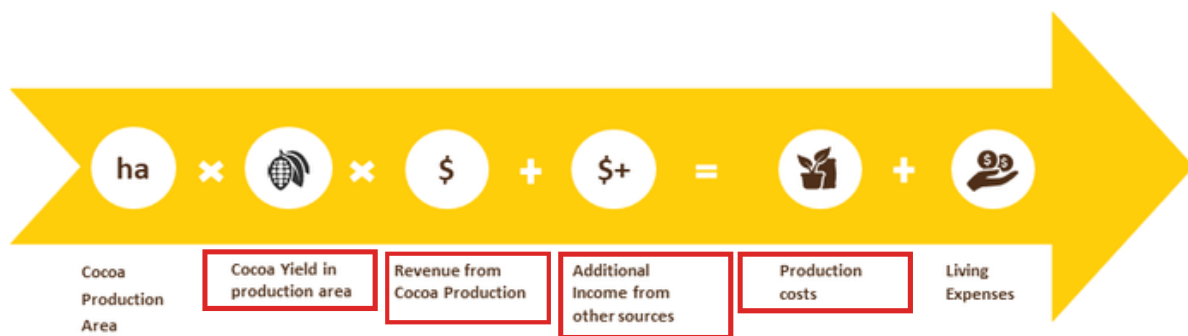 ha × × $ + $+ = +
Cocoa
Production
Area
Cocoa Yield in
production area
Revenue from
Cocoa Production
Additional
Income from
other sources
Production
costs
Living
Expenses